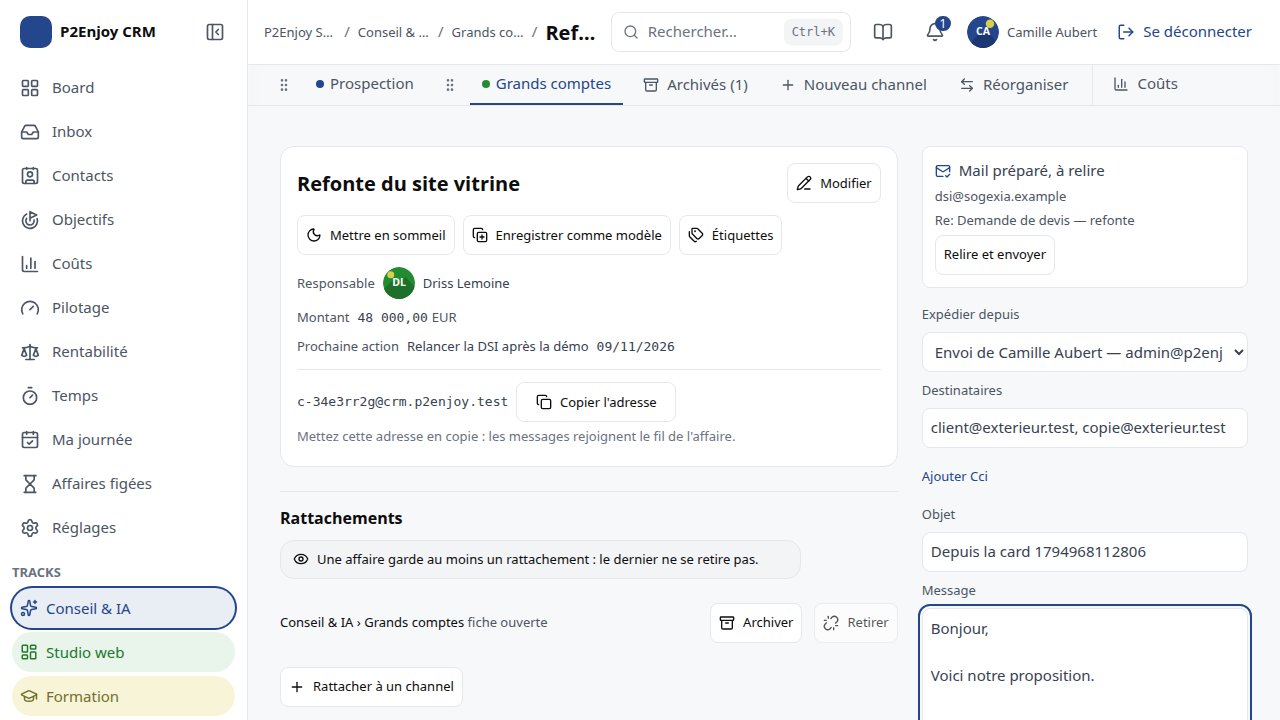 P2Enjoy CRM
Board
Inbox
Contacts
Objectifs
Coûts
Pilotage
Rentabilité
Temps
Ma journée
Affaires figées
Réglages
TRACKS
Conseil & IA
Studio web
Formation
P2Enjoy S... / Conseil & ... / Grands co... / Ref...
Rechercher... Ctrl+K
1
CA Camille Aubert
Se déconnecter
Prospection
Grands comptes
Archivés (1)
Nouveau channel
Réorganiser
Coûts
Refonte du site vitrine
Modifier
Mettre en sommeil
Enregistrer comme modèle
Étiquettes
Responsable DL Driss Lemoine
Montant 48 000,00 EUR
Prochaine action Relancer la DSI après la démo 09/11/2026
c-34e3rr2g@crm.p2enjoy.test Copier l'adresse
Mettez cette adresse en copie : les messages rejoignent le fil de l'affaire.
Rattachements
Une affaire garde au moins un rattachement : le dernier ne se retire pas.
Conseil & IA › Grands comptes fiche ouverte
Archiver
Retirer
Rattacher à un channel
Mail préparé, à relire
dsi@sogexia.example
Re: Demande de devis — refonte
Relire et envoyer
Expédier depuis
Envoi de Camille Aubert — admin@p2enj
Destinataires
client@exterieur.test, copie@exterieur.test
Ajouter Cci
Objet
Depuis la card 1794968112806
Message
Bonjour,
Voici notre proposition.